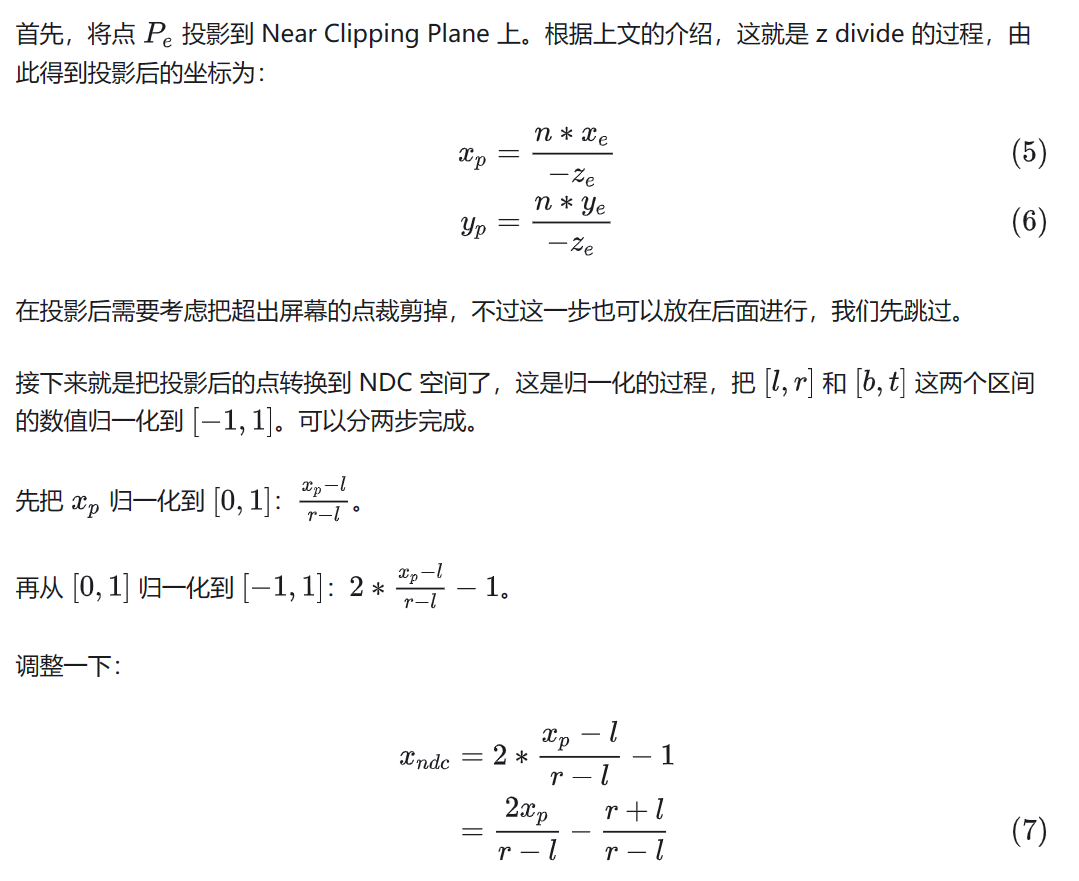 首先，将点 $P_e$ 投影到 Near Clipping Plane 上。根据上文的介绍，这就是 z divide 的过程，由
此得到投影后的坐标为：
$x_p = \frac{n * x_e}{-z_e}$ (5)
$y_p = \frac{n * y_e}{-z_e}$ (6)
在投影后需要考虑把超出屏幕的点裁剪掉，不过这一步也可以放在后面进行，我们先跳过。
接下来就是把投影后的点转换到 NDC 空间了，这是归一化的过程，把 $[l, r]$ 和 $[b, t]$ 这两个区间
的数值归一化到 $[-1, 1]$。可以分两步完成。
先把 $x_p$ 归一化到 $[0, 1]$：$\frac{x_p - l}{r - l}$。
再从 $[0, 1]$ 归一化到 $[-1, 1]$：$2 * \frac{x_p - l}{r - l} - 1$。
调整一下：
$x_{ndc} = 2 * \frac{x_p - l}{r - l} - 1$
$= \frac{2x_p}{r - l} - \frac{r + l}{r - l}$ (7)